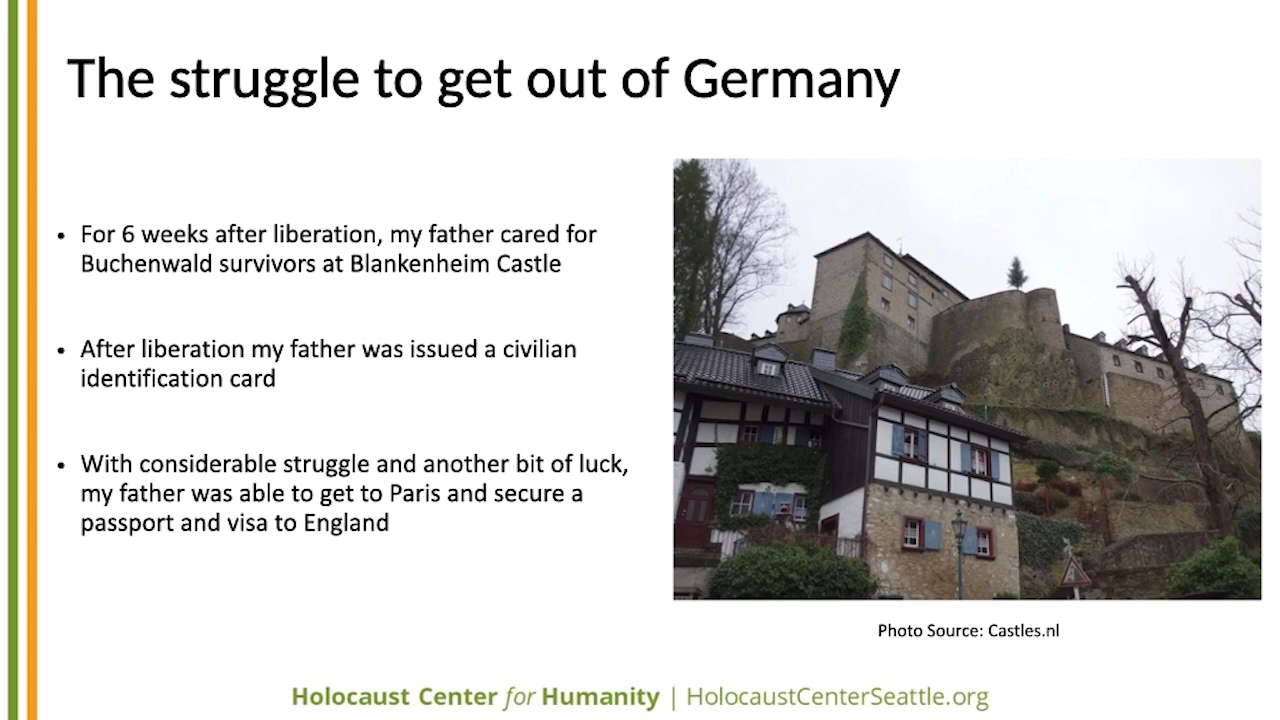 The struggle to get out of Germany
• For 6 weeks after liberation, my father cared for
Buchenwald survivors at Blankenheim Castle
• After liberation my father was issued a civilian
identification card
• With considerable struggle and another bit of luck,
my father was able to get to Paris and secure a
passport and visa to England
Photo Source: Castles.nl
Holocaust Center for Humanity | HolocaustCenterSeattle.org